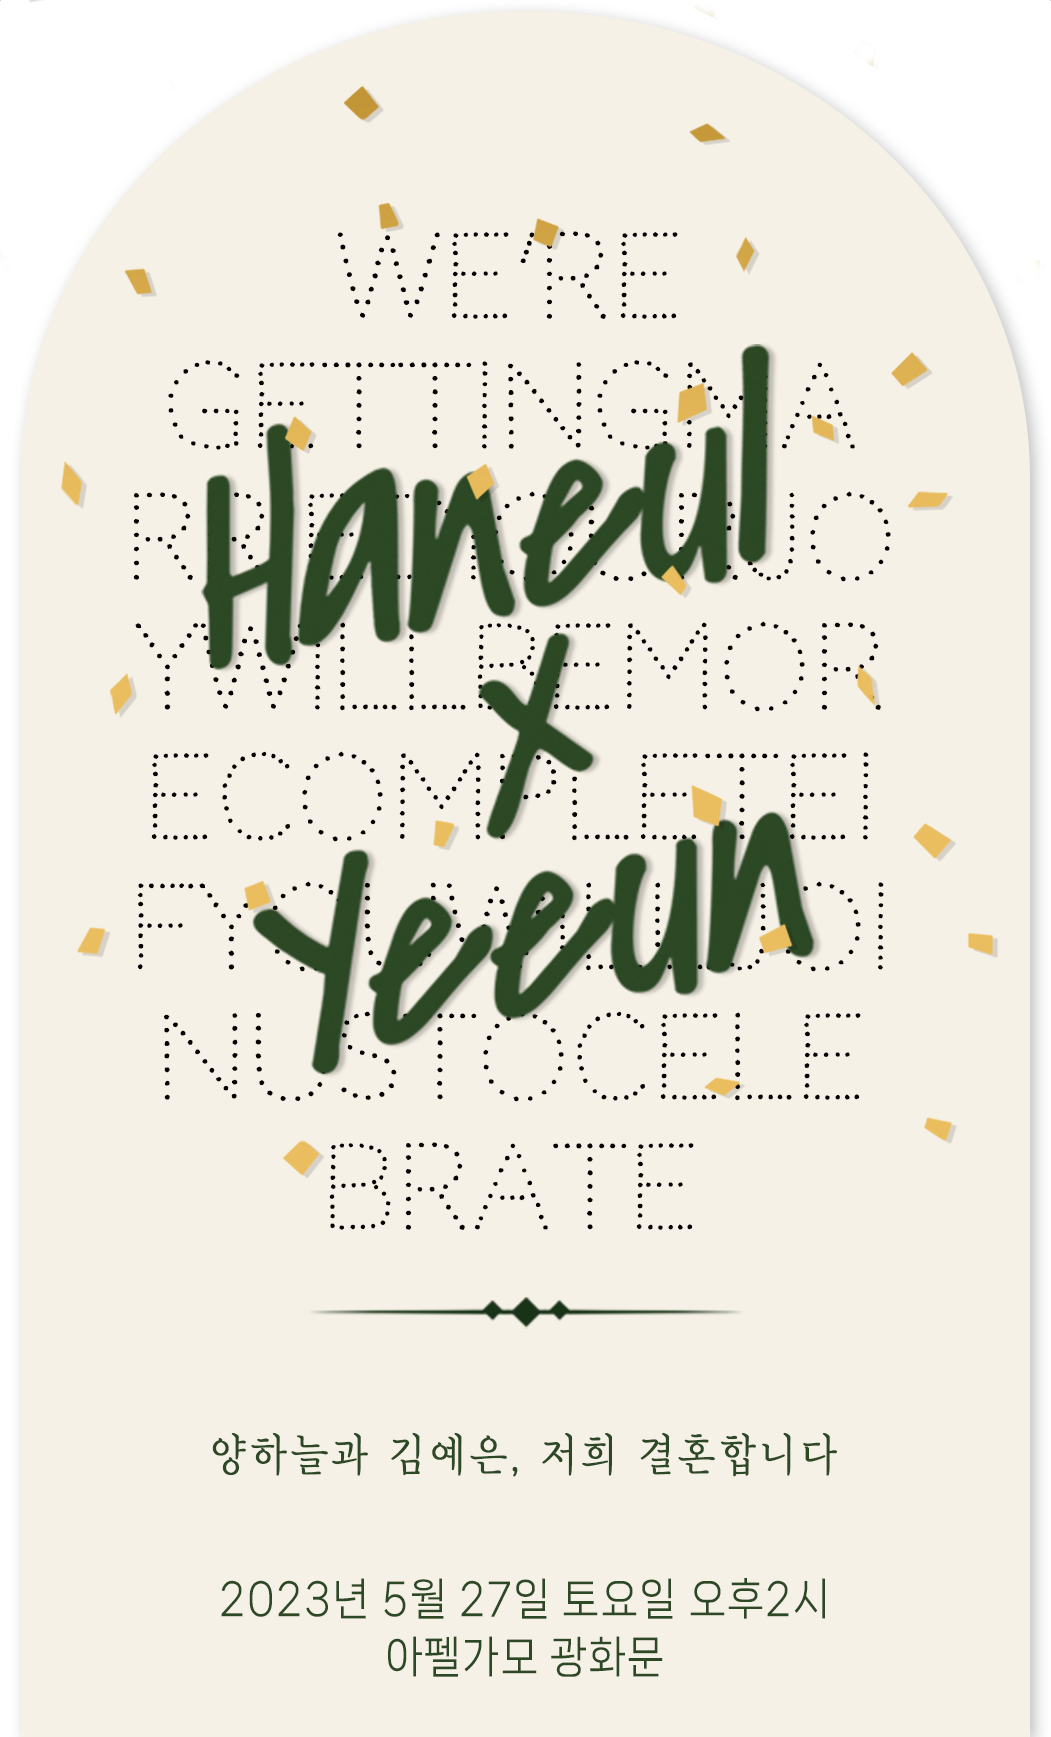 WE'RE
GETTINGMA
Haneul
YWILLBEMOR
X
ECOMPLETEI
Yeeun
NUSTOCELE
BRATE
양하늘과 김예은, 저희 결혼합니다
2023년 5월 27일 토요일 오후2시
아펠가모 광화문